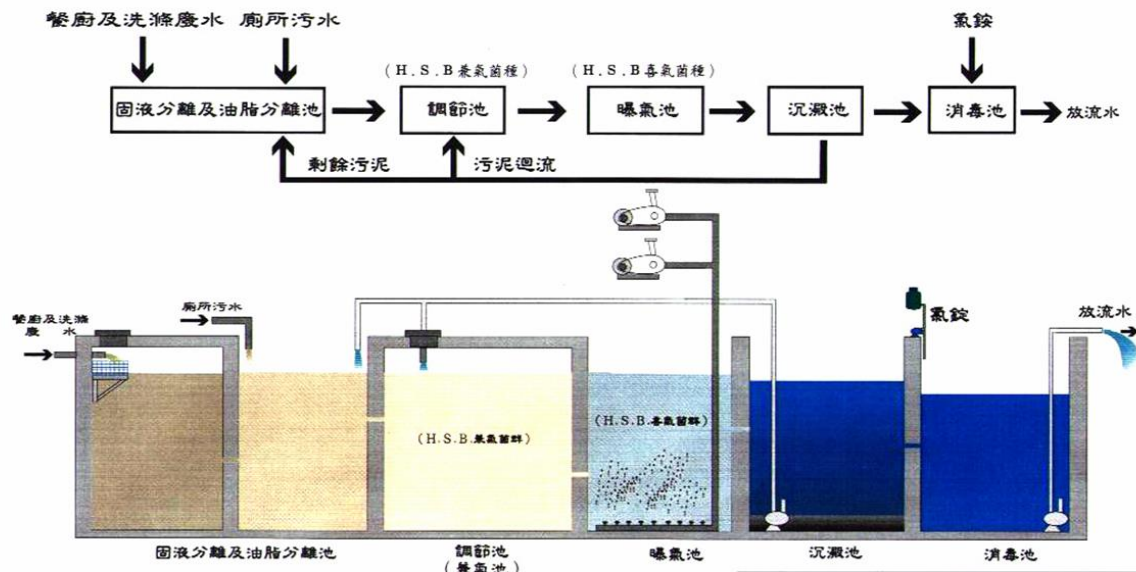 餐廚及洗滌廢水
廁所污水
氯錠
(H.S.B兼氣菌種)
(H.S.B喜氣菌種)
固液分離及油脂分離池
調節池
曝氣池
沉澱池
消毒池
放流水
剩餘污泥
污泥迴流
餐廚及洗滌
廢水
廁所污水
氯錠
放流水
(H.S.B.兼氣菌群)
(H.S.B.喜氣菌群)
固液分離及油脂分離池
調節池
(兼氣池)
曝氣池
沉澱池
消毒池